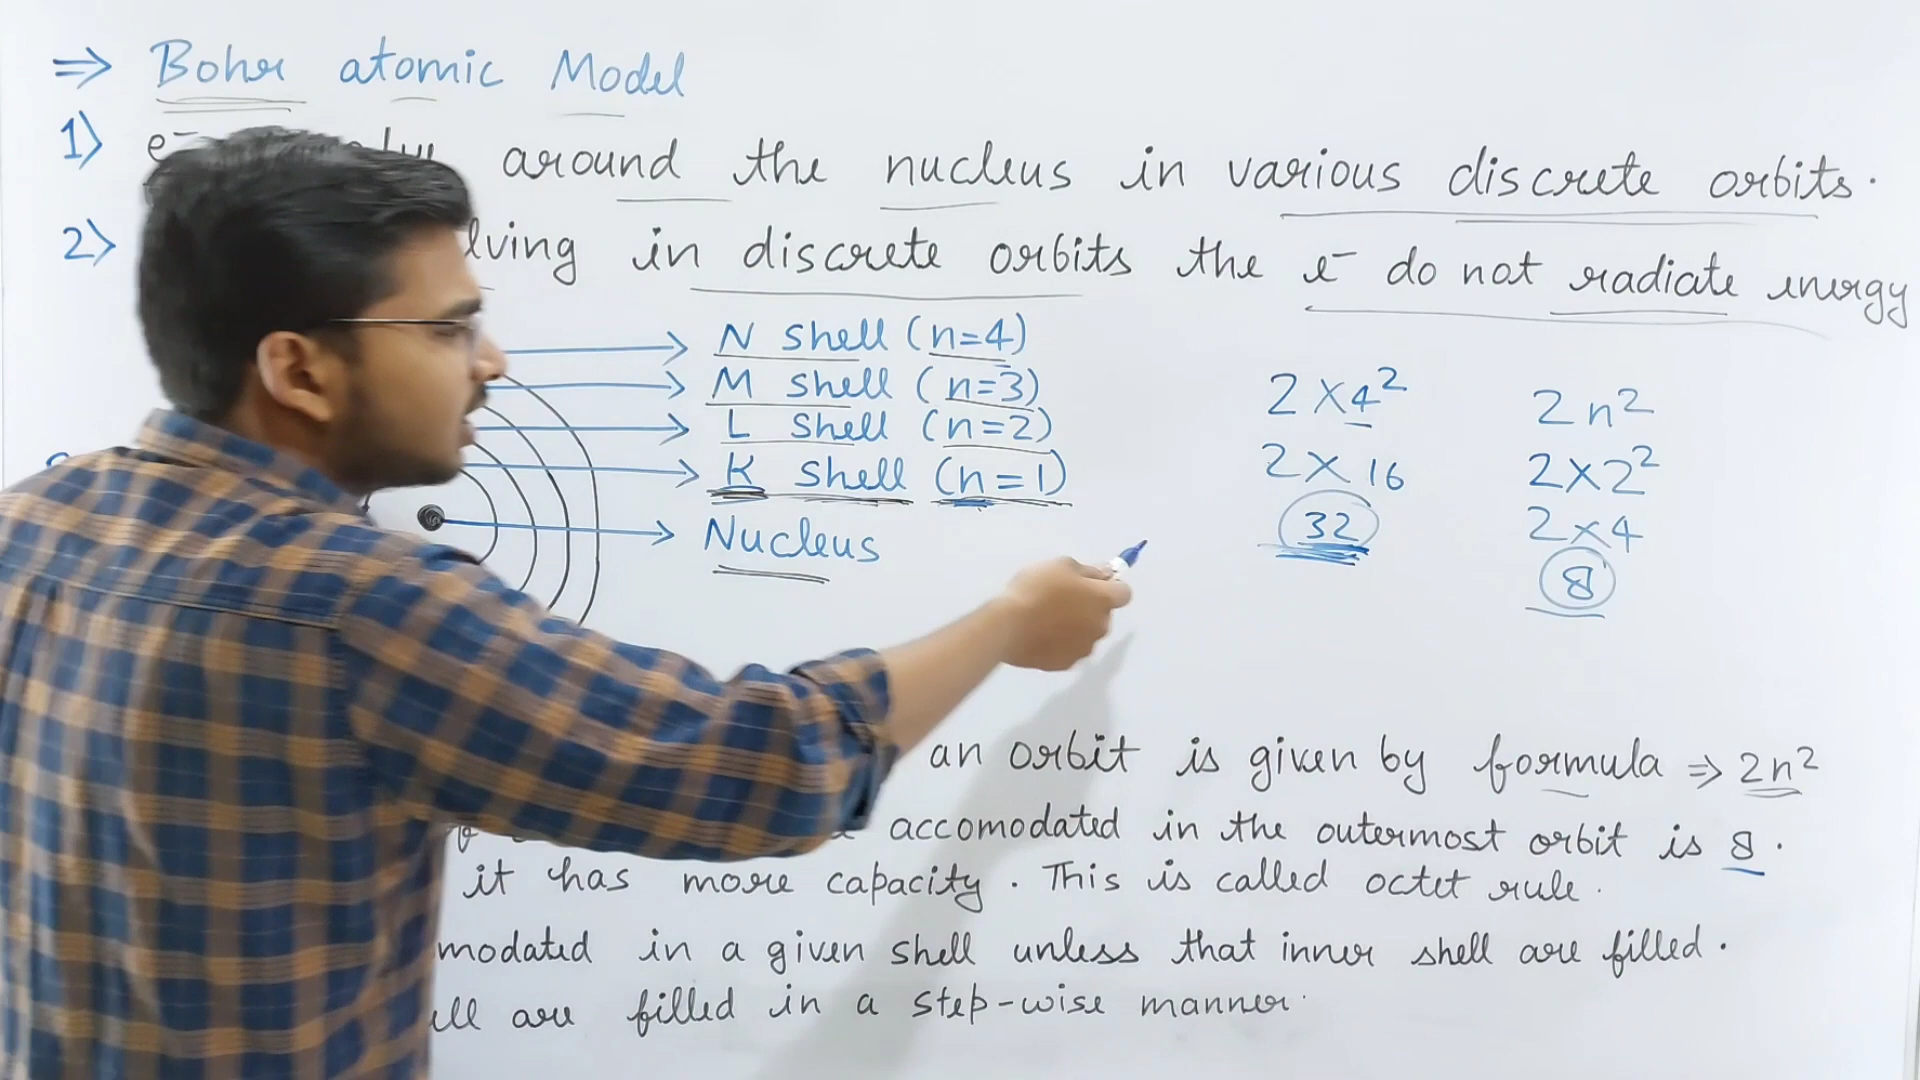 ⇒ Bohr atomic Model
1) e⁻ around the nucleus in various discrete orbits.
2) lving in discrete orbits the e⁻ do not radiate energy
N shell (n=4)
M shell (n=3)
L shell (n=2)
K shell (n=1)
Nucleus
2×4²
2×16
32
2n²
2×2²
2×4
8
an orbit is given by formula ⇒ 2n²
accomodated in the outermost orbit is 8.
it has more capacity. This is called octet rule.
modated in a given shell unless that inner shell are filled.
ell are filled in a step-wise manner.